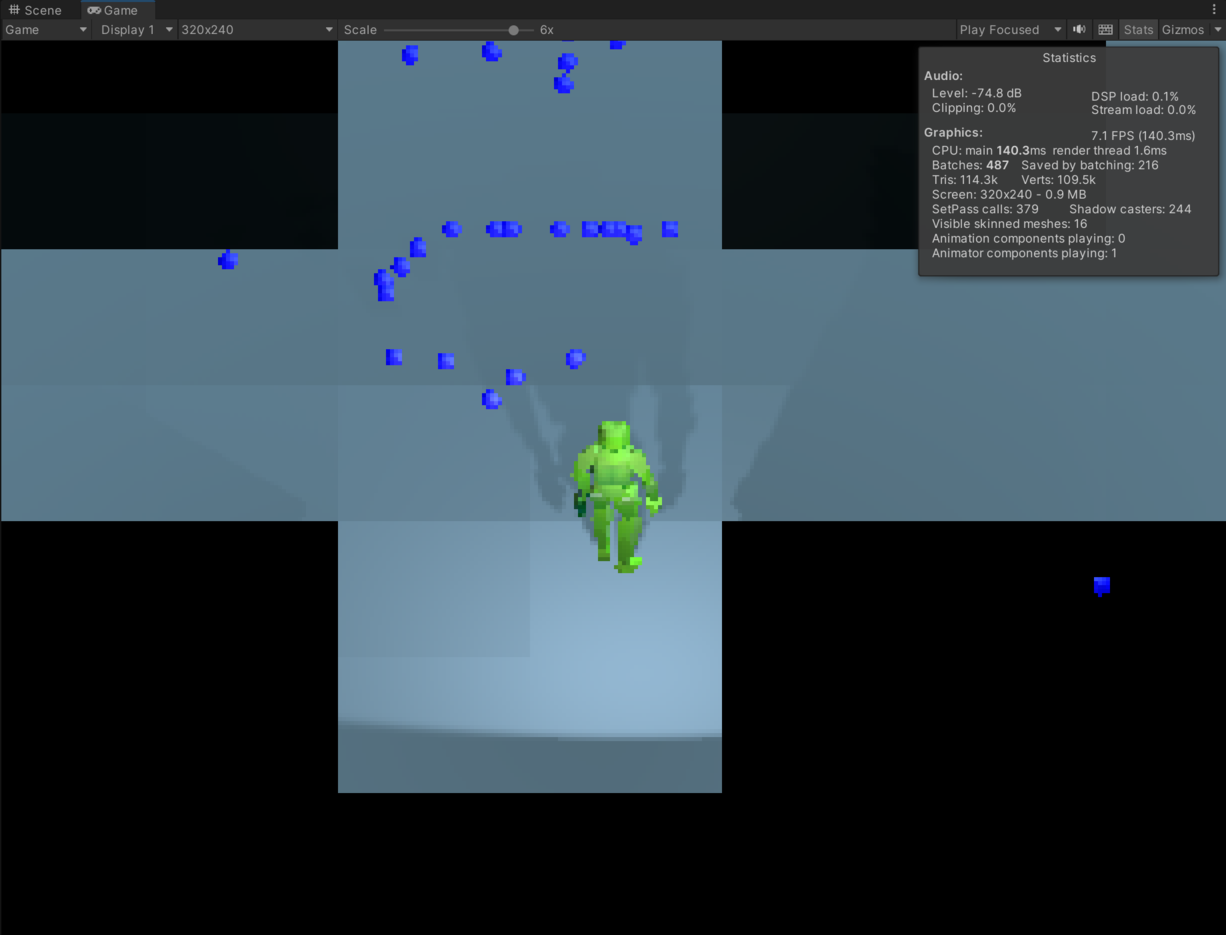 Scene Game
Game Display 1 320x240 Scale 6x Play Focused Stats Gizmos
Statistics
Audio:
Level: -74.8 dB DSP load: 0.1%
Clipping: 0.0% Stream load: 0.0%
Graphics: 7.1 FPS (140.3ms)
CPU: main 140.3ms render thread 1.6ms
Batches: 487 Saved by batching: 216
Tris: 114.3k Verts: 109.5k
Screen: 320x240 - 0.9 MB
SetPass calls: 379 Shadow casters: 244
Visible skinned meshes: 16
Animation components playing: 0
Animator components playing: 1